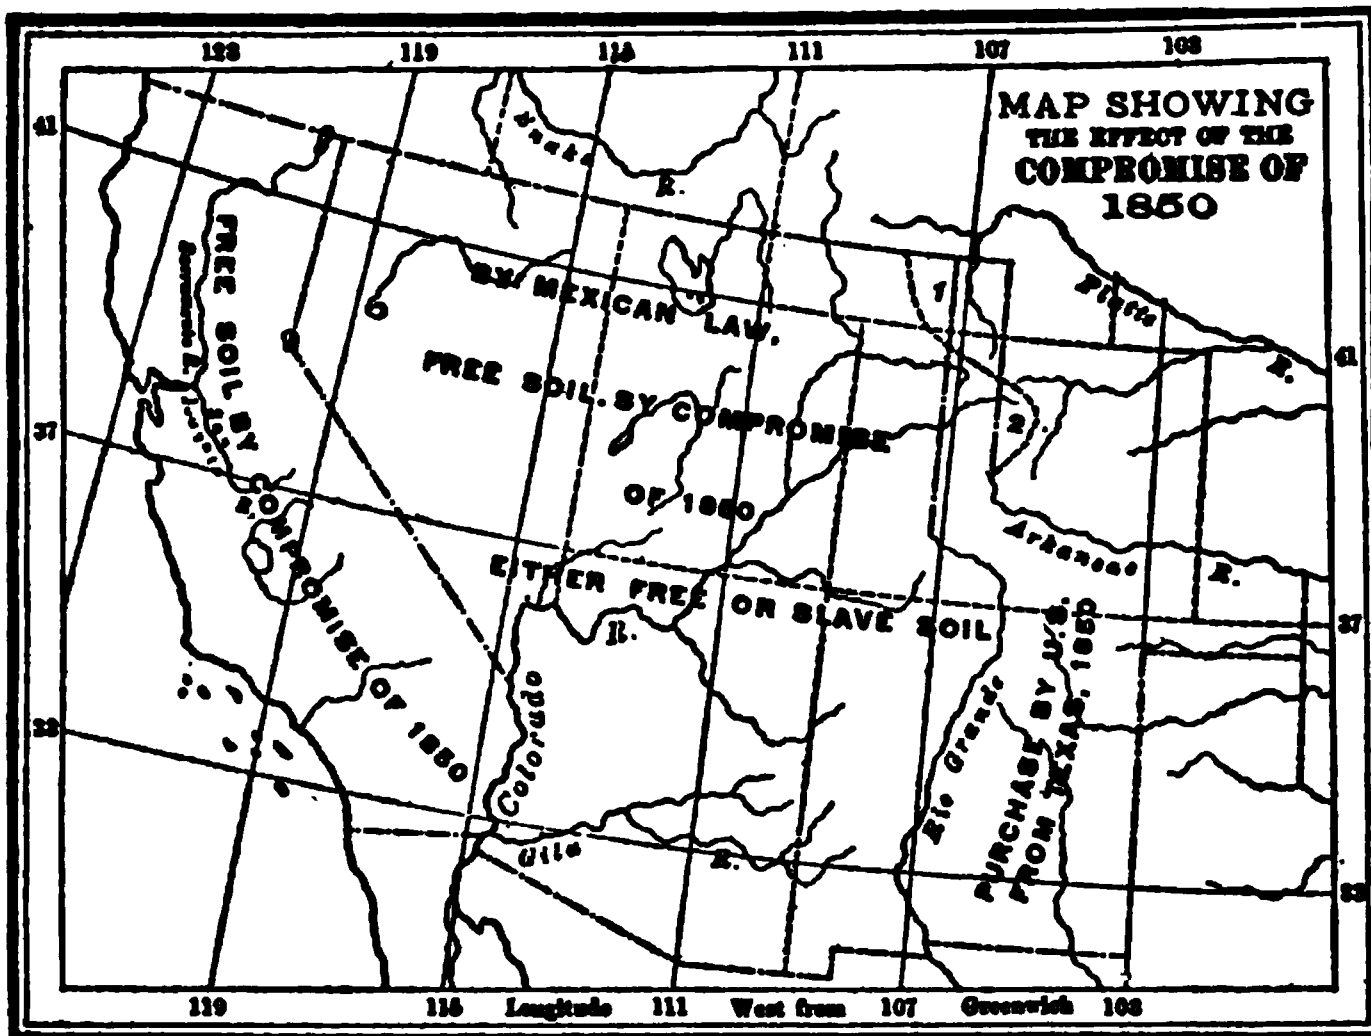 123 119 115 111 107 103
MAP SHOWING
THE EFFECT OF THE
COMPROMISE OF
1850
41
Snake
R.
FREE SOIL BY COMPROMISE OF 1850
Sacramento R.
BY MEXICAN LAW.
1
Platte
R.
41
FREE SOIL. BY COMPROMISE
OF 1850
2
37
R.
Arkansas
R.
EITHER FREE OR SLAVE SOIL
37
R.
Colorado
Rio Grande
PURCHASE BY U.S.
FROM TEXAS, 1850
33
Gila
R.
33
119 115 Longitude 111 West from 107 Greenwich 103